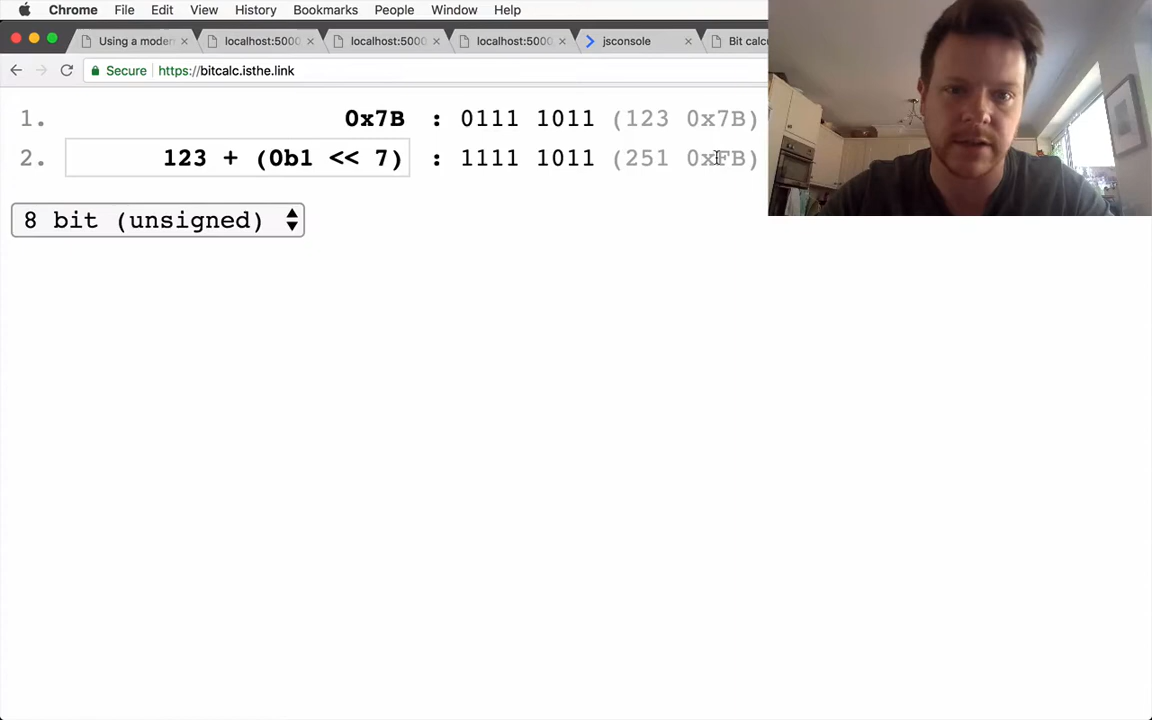 Chrome File Edit View History Bookmarks People Window Help
Using a moder localhost:5000 localhost:5000 localhost:5000 jsconsole Bit calc
Secure https://bitcalc.isthe.link
1. 0x7B : 0111 1011 (123 0x7B)
2. 123 + (0b1 << 7) : 1111 1011 (251 0xFB)
8 bit (unsigned)